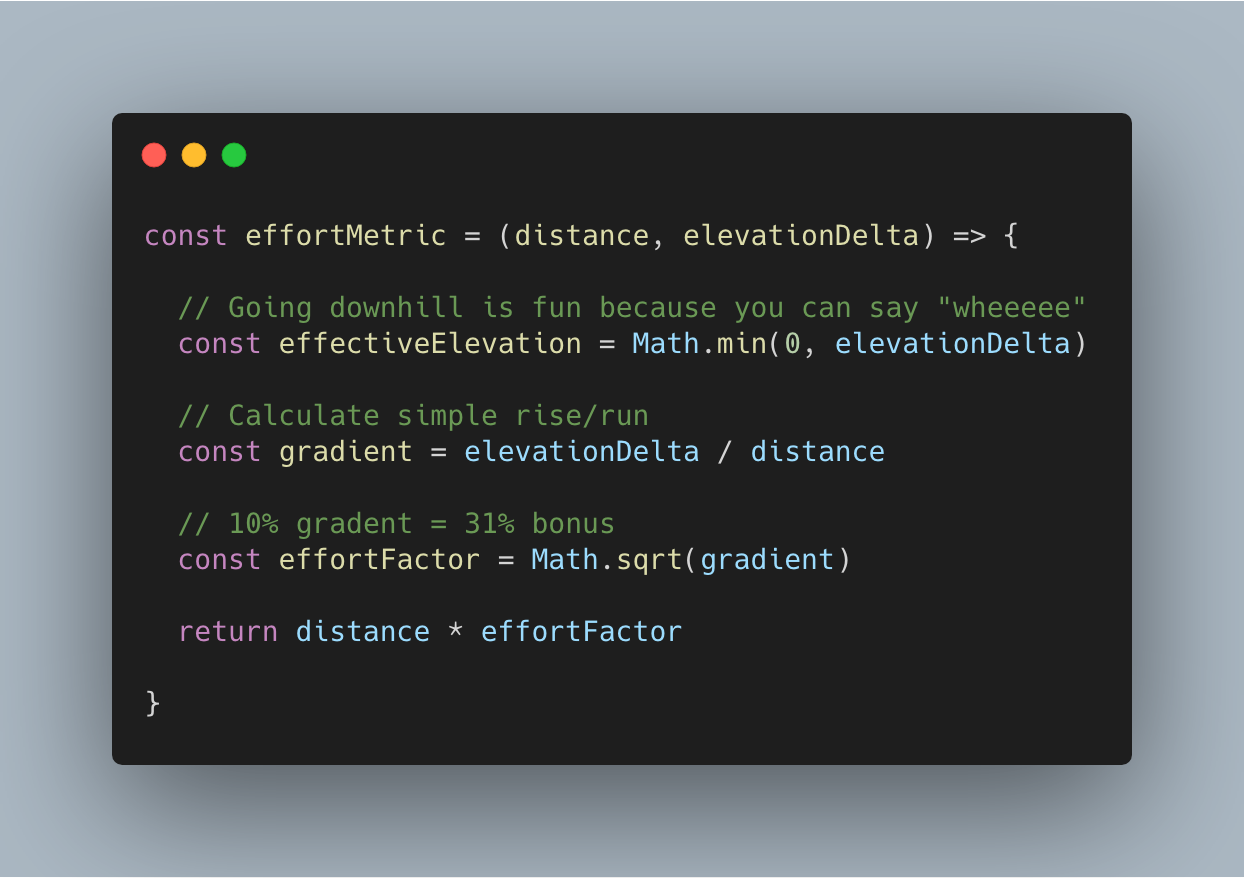 const effortMetric = (distance, elevationDelta) => {
// Going downhill is fun because you can say "wheeeee"
const effectiveElevation = Math.min(0, elevationDelta)
// Calculate simple rise/run
const gradient = elevationDelta / distance
// 10% gradent = 31% bonus
const effortFactor = Math.sqrt(gradient)
return distance * effortFactor
}